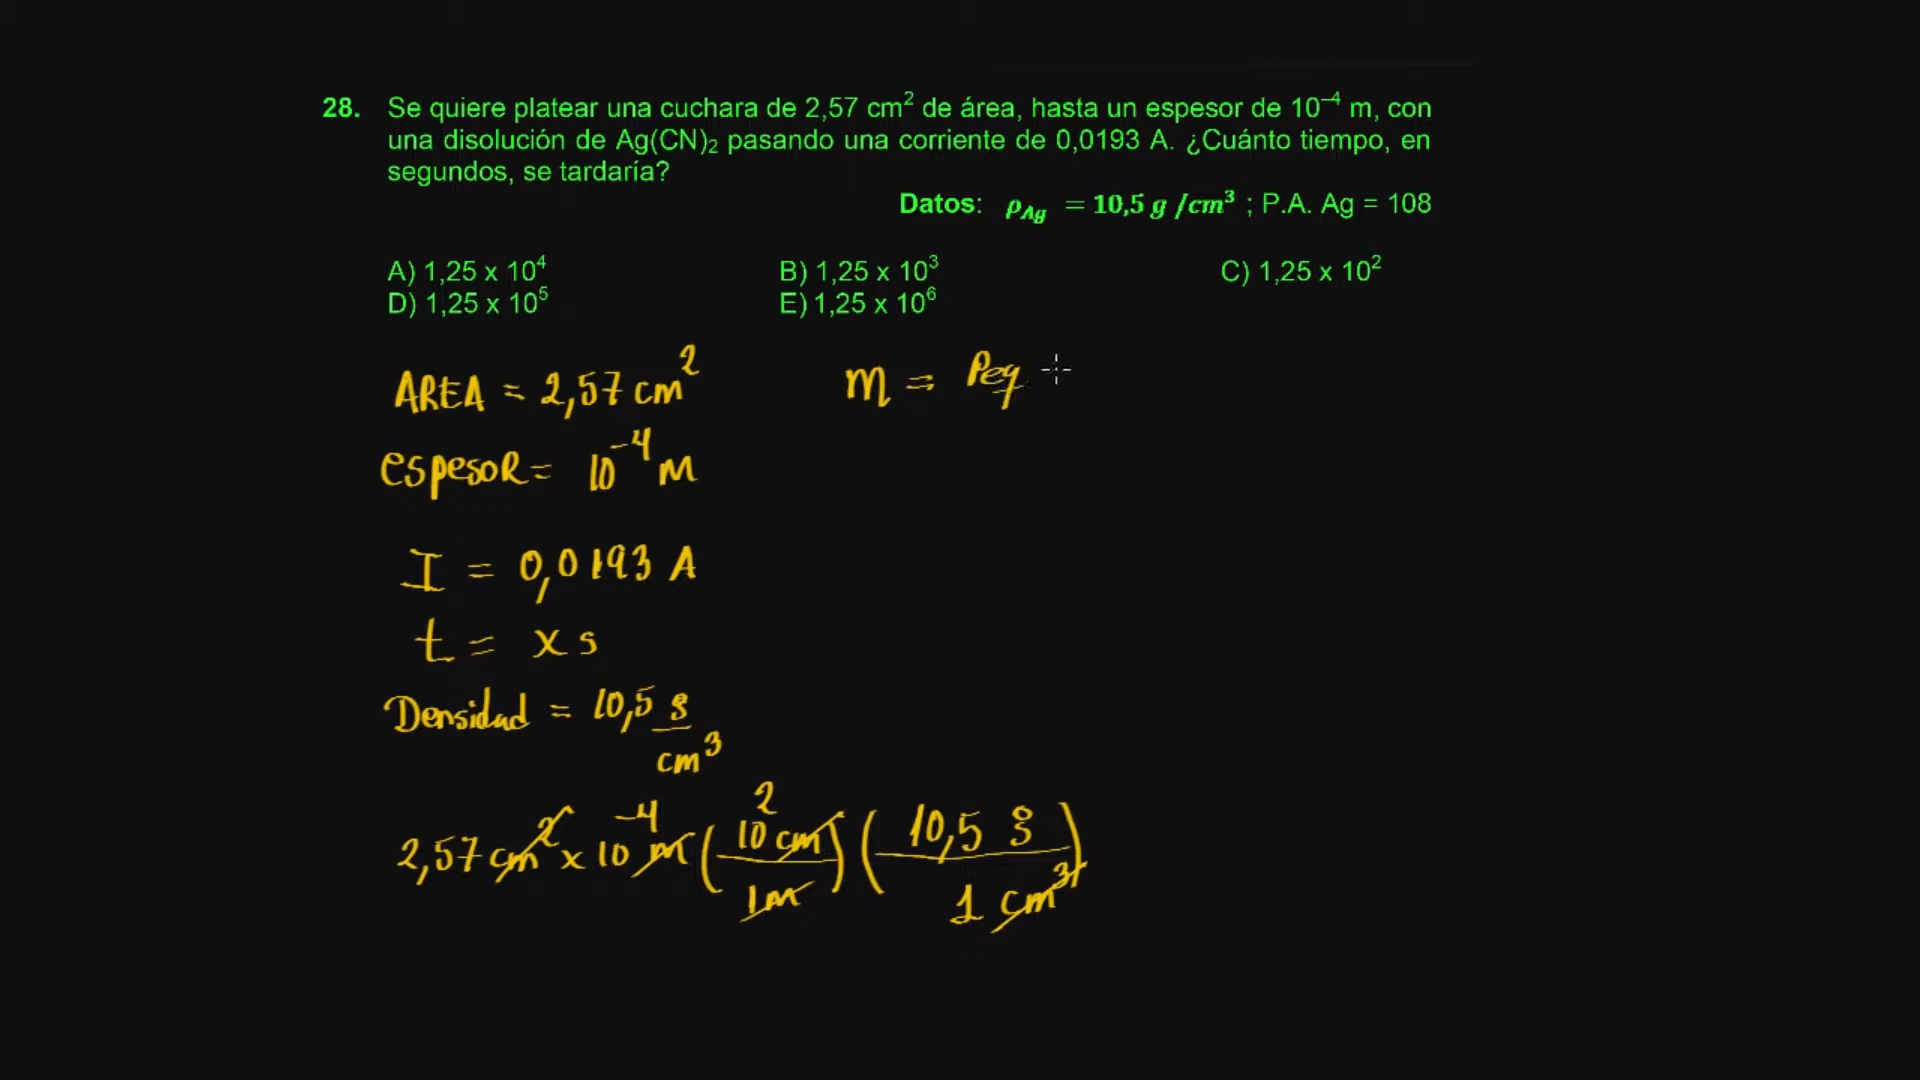 28. Se quiere platear una cuchara de 2,57 cm² de área, hasta un espesor de 10⁻⁴ m, con
una disolución de Ag(CN)₂ pasando una corriente de 0,0193 A. ¿Cuánto tiempo, en
segundos, se tardaría?
Datos: ρ_Ag = 10,5 g /cm³ ; P.A. Ag = 108
A) 1,25 x 10⁴ B) 1,25 x 10³ C) 1,25 x 10²
D) 1,25 x 10⁵ E) 1,25 x 10⁶
AREA = 2,57 cm²
m = Peq
espesor = 10⁻⁴ m
I = 0,0193 A
t = x s
Densidad = 10,5 g/cm³
2,57 cm² x 10⁻⁴ m (10² cm / 1m) (10,5 g / 1 cm³)